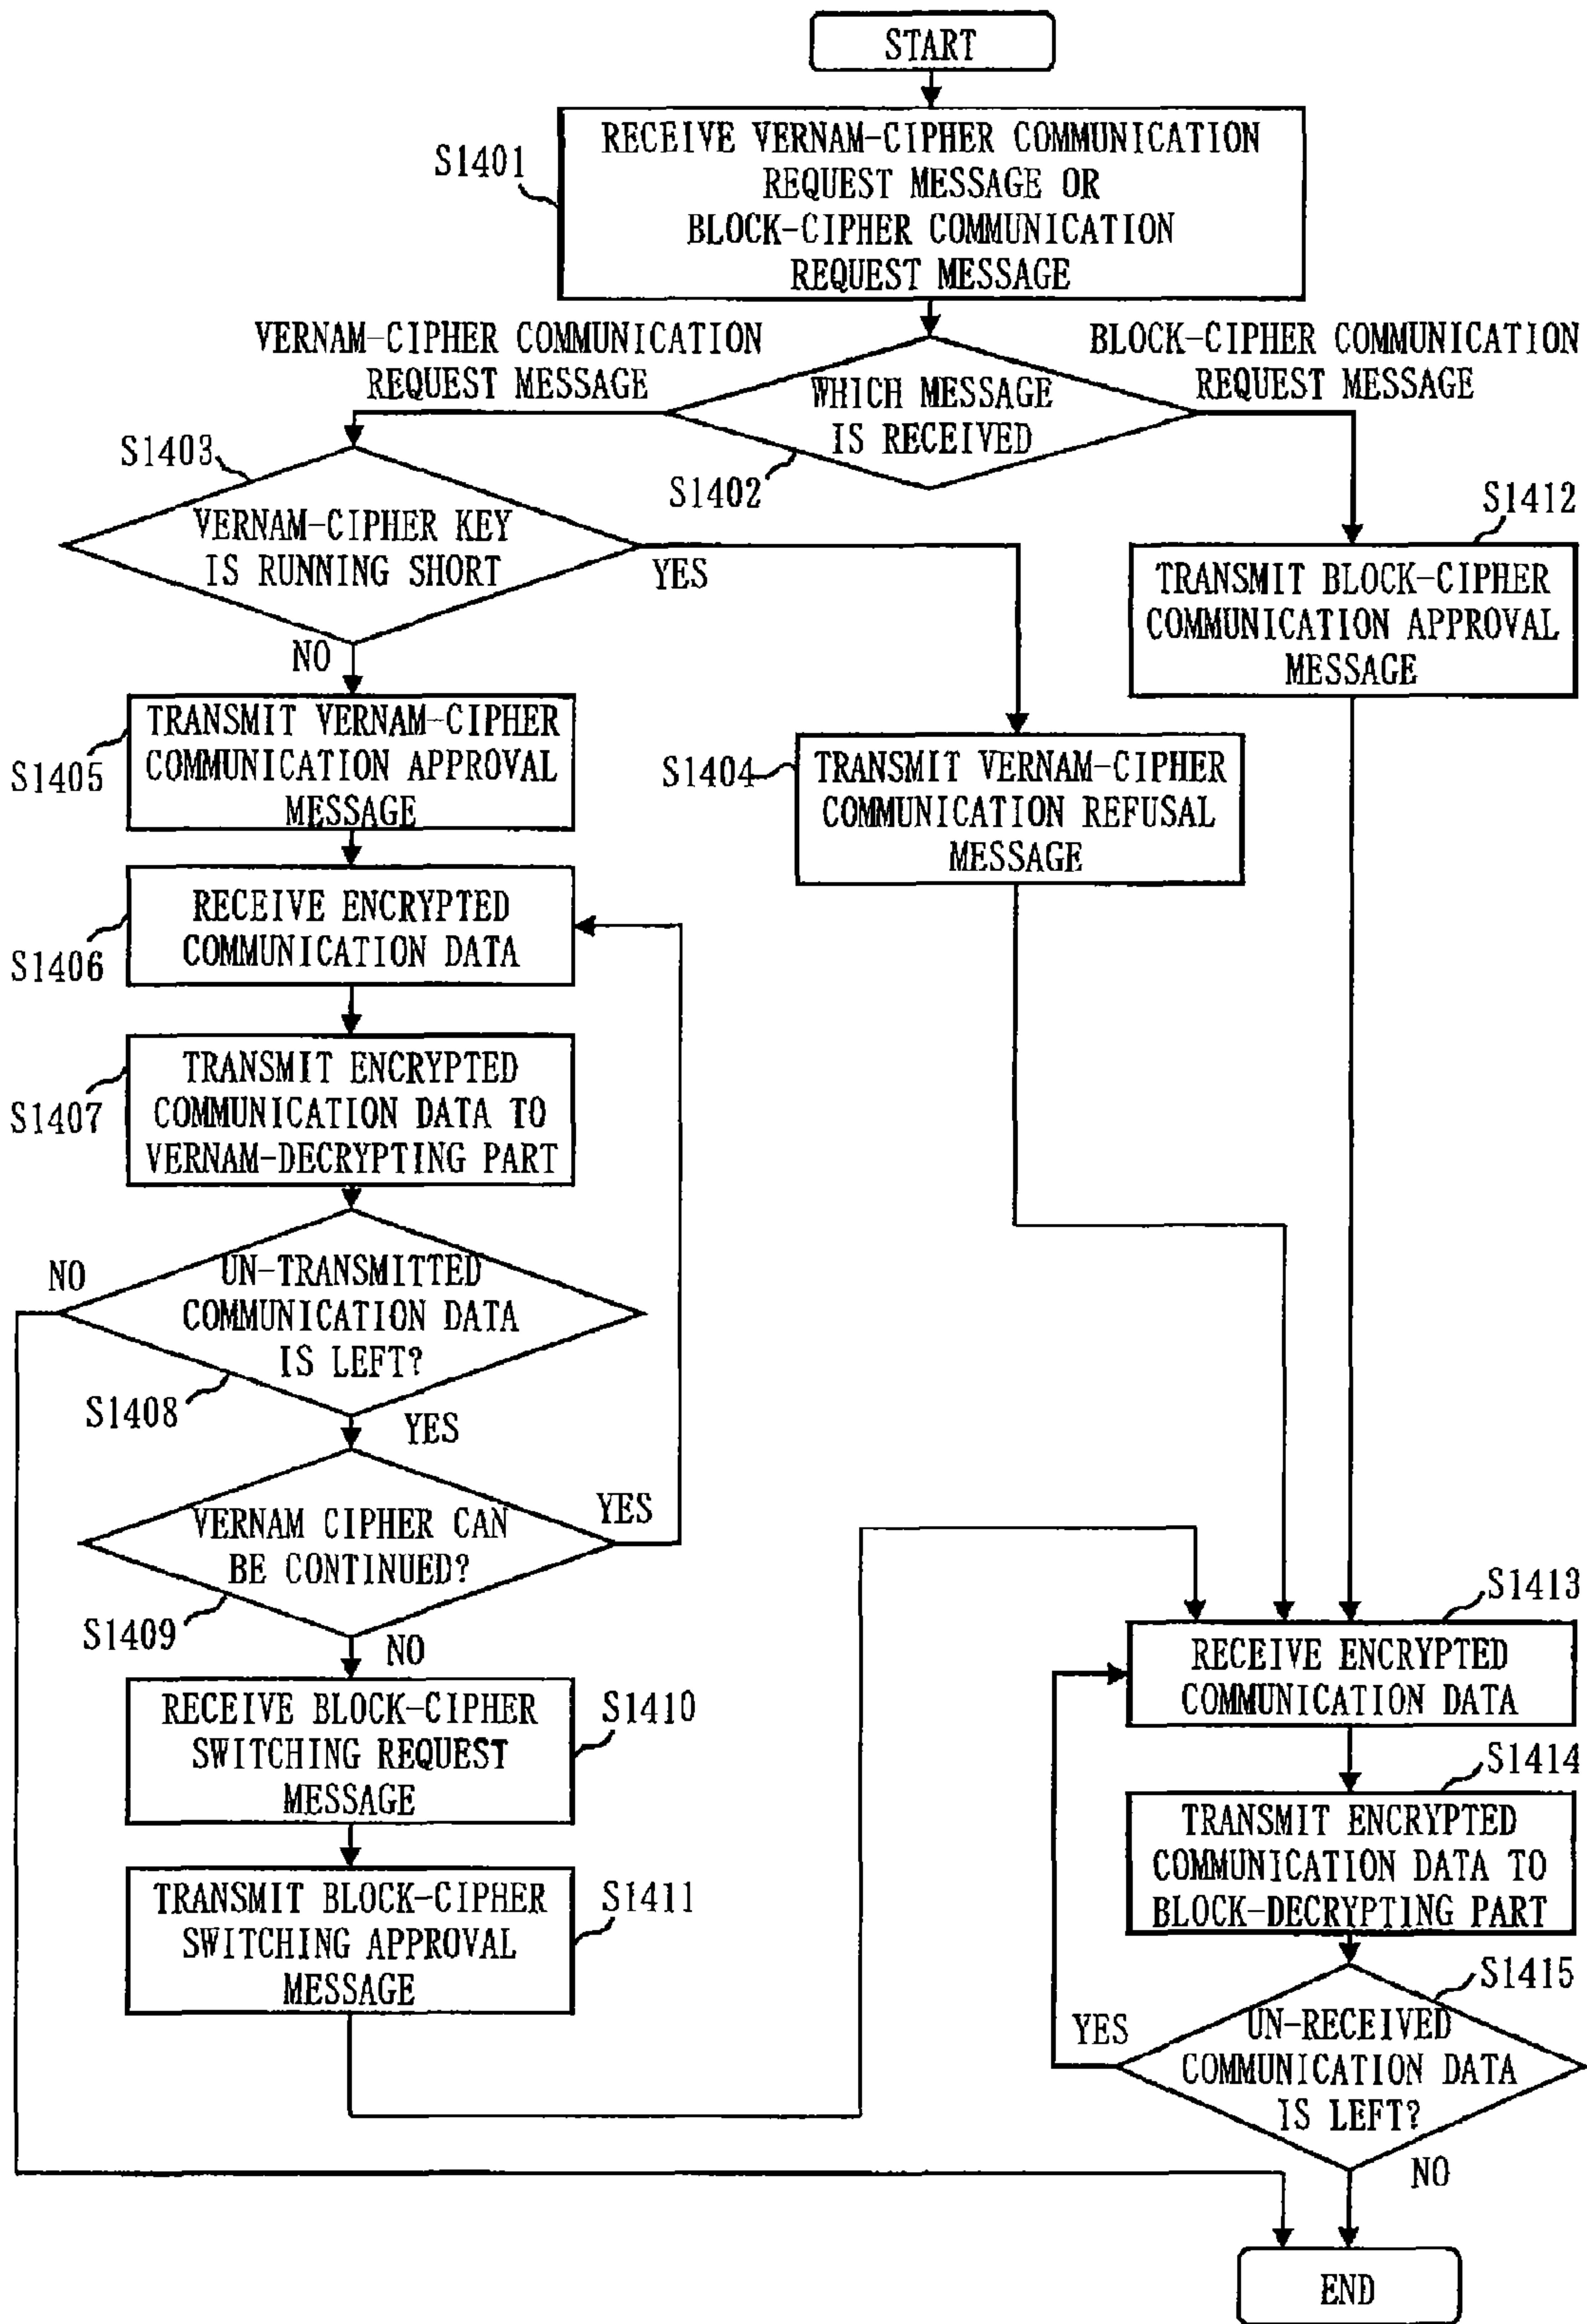 START
S1401
RECEIVE VERNAM-CIPHER COMMUNICATION
REQUEST MESSAGE OR
BLOCK-CIPHER COMMUNICATION
REQUEST MESSAGE
VERNAM-CIPHER COMMUNICATION
REQUEST MESSAGE
BLOCK-CIPHER COMMUNICATION
REQUEST MESSAGE
WHICH MESSAGE
IS RECEIVED
S1402
S1403
VERNAM-CIPHER KEY
IS RUNNING SHORT
YES
NO
S1412
TRANSMIT BLOCK-CIPHER
COMMUNICATION APPROVAL
MESSAGE
S1405
TRANSMIT VERNAM-CIPHER
COMMUNICATION APPROVAL
MESSAGE
S1404
TRANSMIT VERNAM-CIPHER
COMMUNICATION REFUSAL
MESSAGE
S1406
RECEIVE ENCRYPTED
COMMUNICATION DATA
S1407
TRANSMIT ENCRYPTED
COMMUNICATION DATA TO
VERNAM-DECRYPTING PART
NO
UN-TRANSMITTED
COMMUNICATION DATA
IS LEFT?
S1408
YES
VERNAM CIPHER CAN
BE CONTINUED?
YES
S1409
NO
RECEIVE BLOCK-CIPHER
SWITCHING REQUEST
MESSAGE
S1410
TRANSMIT BLOCK-CIPHER
SWITCHING APPROVAL
MESSAGE
S1411
S1413
RECEIVE ENCRYPTED
COMMUNICATION DATA
S1414
TRANSMIT ENCRYPTED
COMMUNICATION DATA TO
BLOCK-DECRYPTING PART
S1415
YES
UN-RECEIVED
COMMUNICATION DATA
IS LEFT?
NO
END